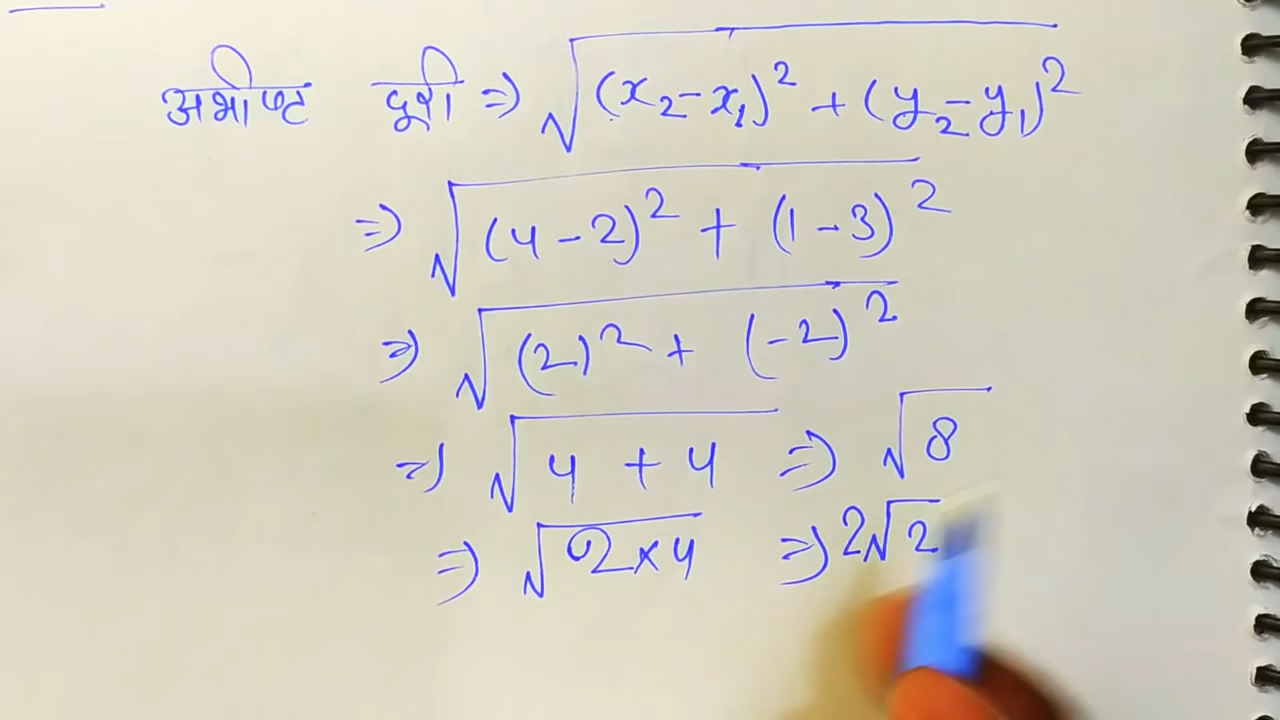 अभीष्ट दूरी ⇒ √(x₂-x₁)² + (y₂-y₁)²
⇒ √(4-2)² + (1-3)²
⇒ √(2)² + (-2)²
⇒ √4 + 4 ⇒ √8
⇒ √2×4 ⇒ 2√2